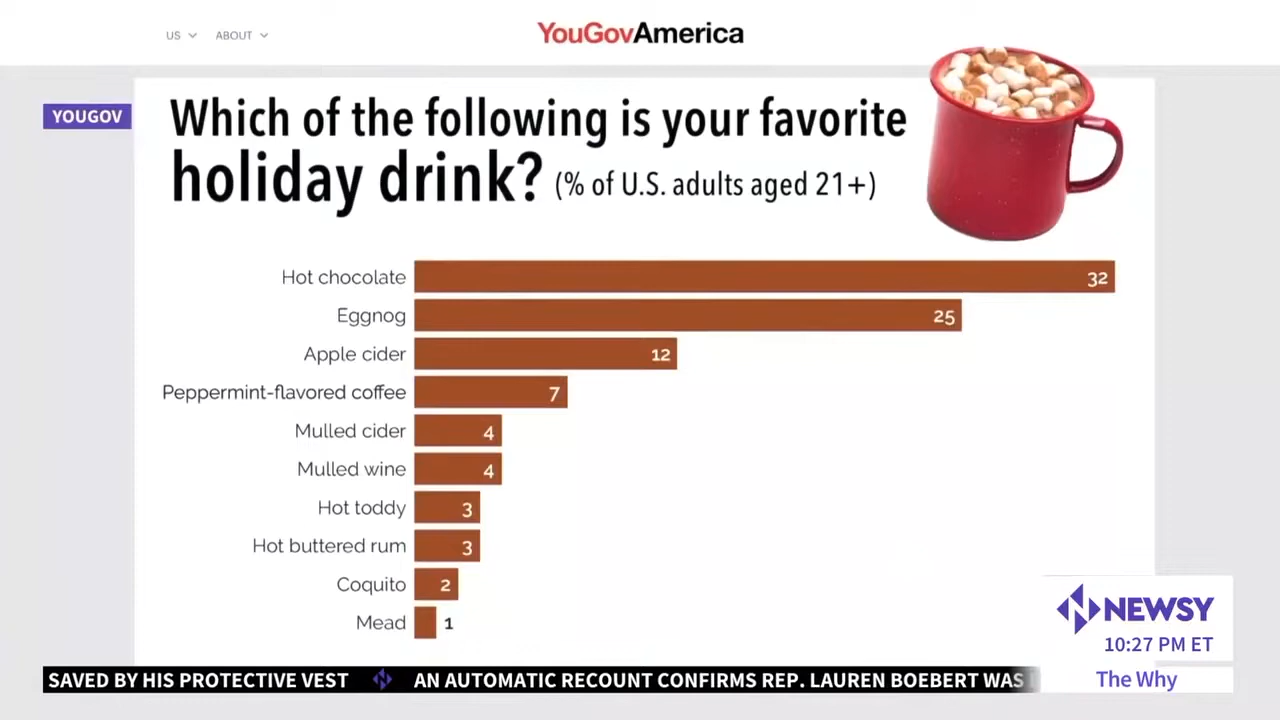 US ABOUT YouGovAmerica
YOUGOV
Which of the following is your favorite
holiday drink? (% of U.S. adults aged 21+)
Hot chocolate 32
Eggnog 25
Apple cider 12
Peppermint-flavored coffee 7
Mulled cider 4
Mulled wine 4
Hot toddy 3
Hot buttered rum 3
Coquito 2
Mead 1
NEWSY
10:27 PM ET
The Why
SAVED BY HIS PROTECTIVE VEST AN AUTOMATIC RECOUNT CONFIRMS REP. LAUREN BOEBERT WAS